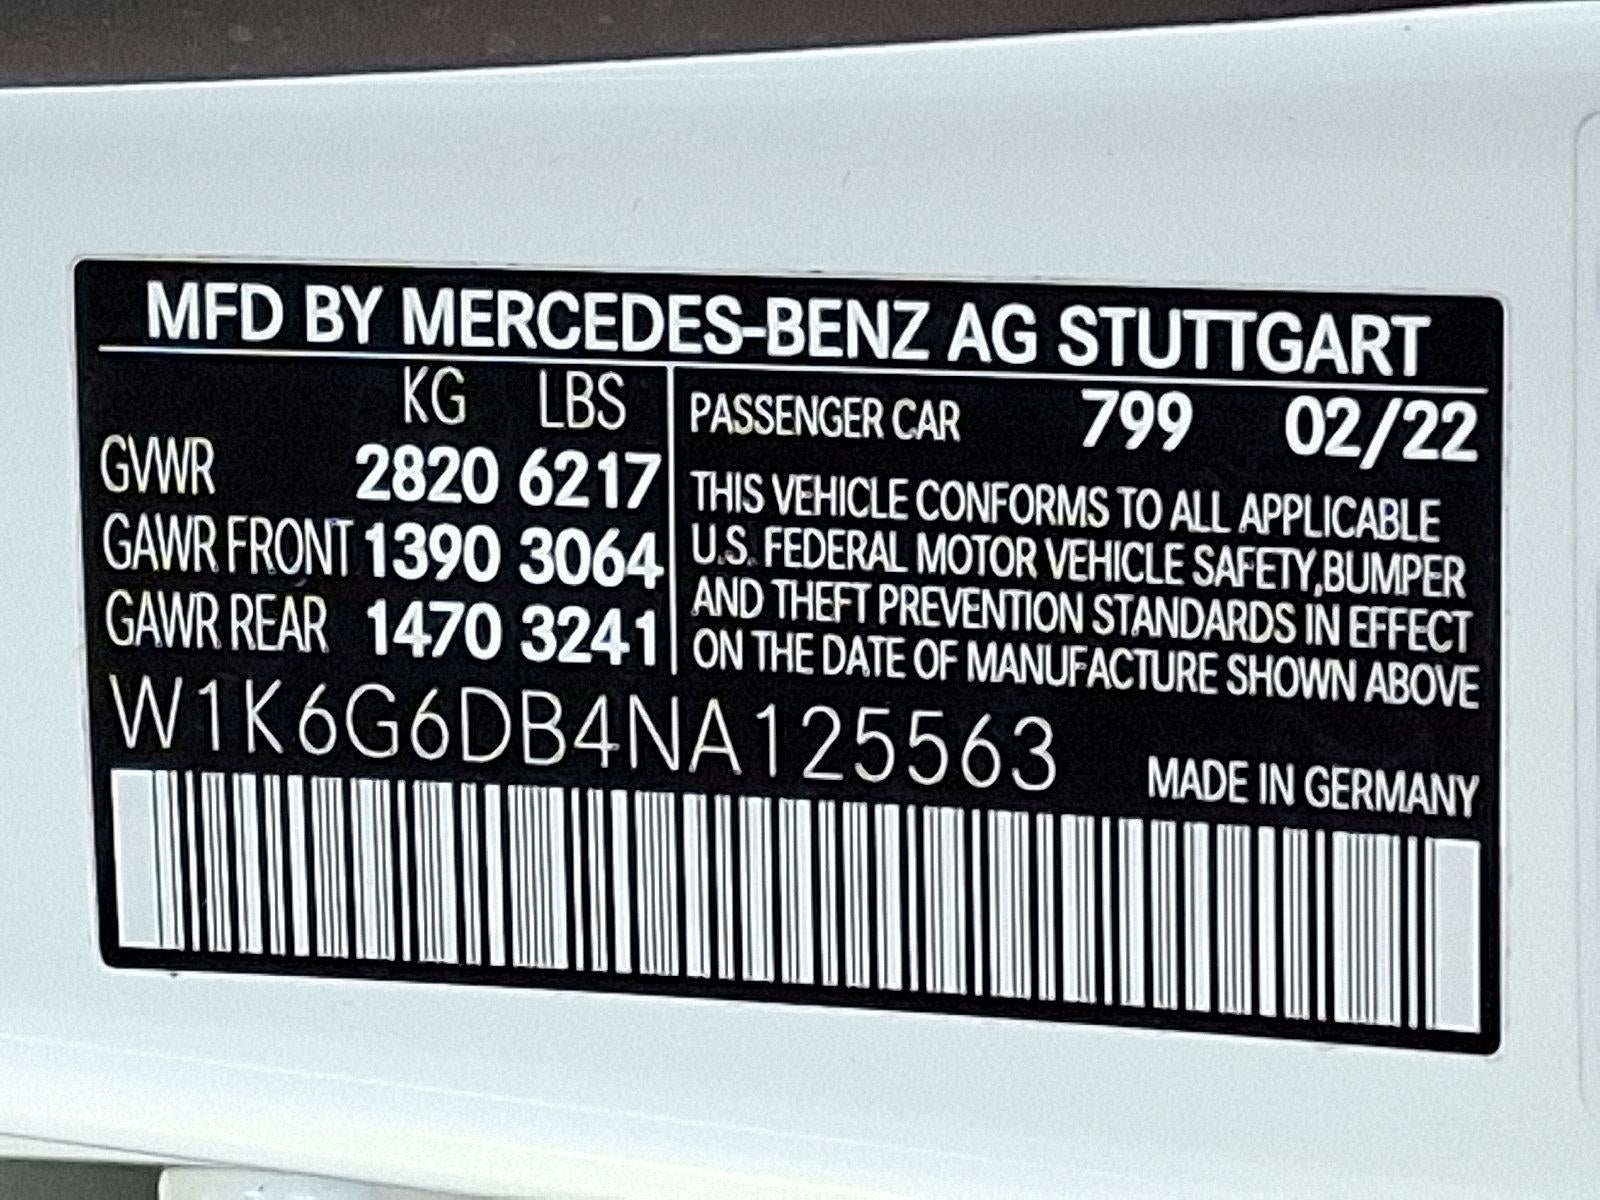 MFD BY MERCEDES-BENZ AG STUTTGART
KG LBS
GVWR 2820 6217
GAWR FRONT 1390 3064
GAWR REAR 1470 3241
PASSENGER CAR 799 02/22
THIS VEHICLE CONFORMS TO ALL APPLICABLE
U.S. FEDERAL MOTOR VEHICLE SAFETY,BUMPER
AND THEFT PREVENTION STANDARDS IN EFFECT
ON THE DATE OF MANUFACTURE SHOWN ABOVE
W1K6G6DB4NA125563
MADE IN GERMANY